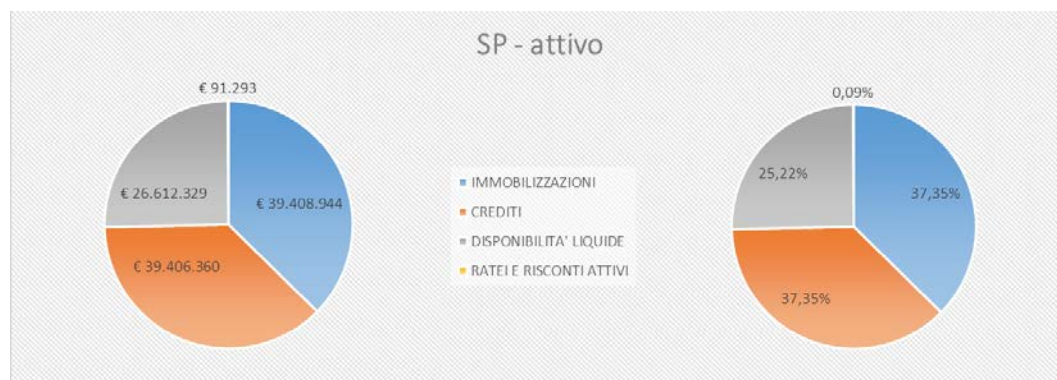 SP - attivo
€ 91.293
€ 26.612.329
€ 39.408.944
€ 39.406.360
IMMOBILIZZAZIONI
CREDITI
DISPONIBILITA' LIQUIDE
RATEI E RISCONTI ATTIVI
0,09%
25,22%
37,35%
37,35%